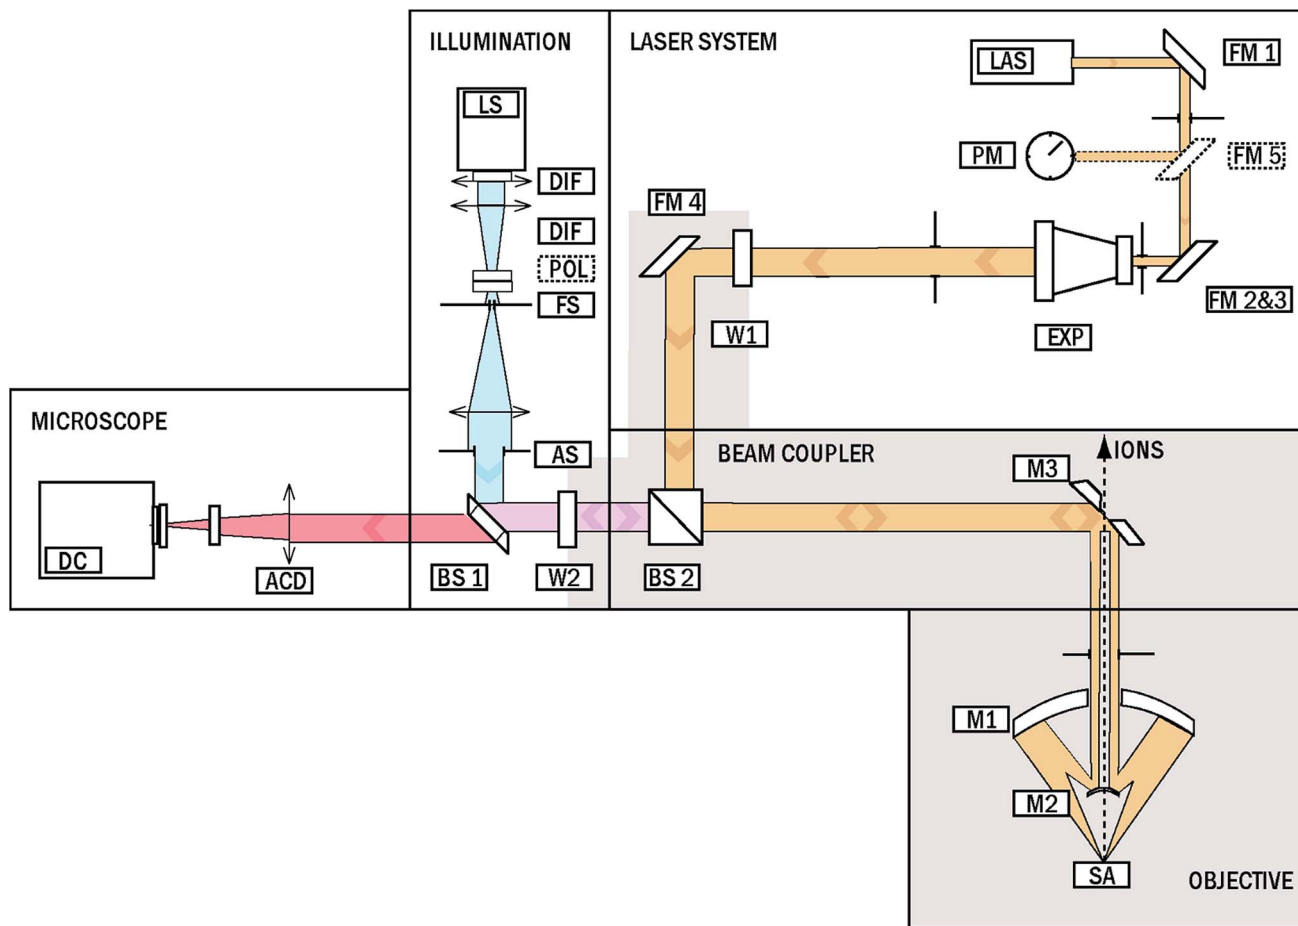 ILLUMINATION
LS
DIF
DIF
POL
FS
AS
LASER SYSTEM
LAS
FM 1
PM
FM 5
FM 4
W1
EXP
FM 2&3
MICROSCOPE
DC
ACD
BS 1
W2
BS 2
BEAM COUPLER
M3
IONS
M1
M2
SA
OBJECTIVE